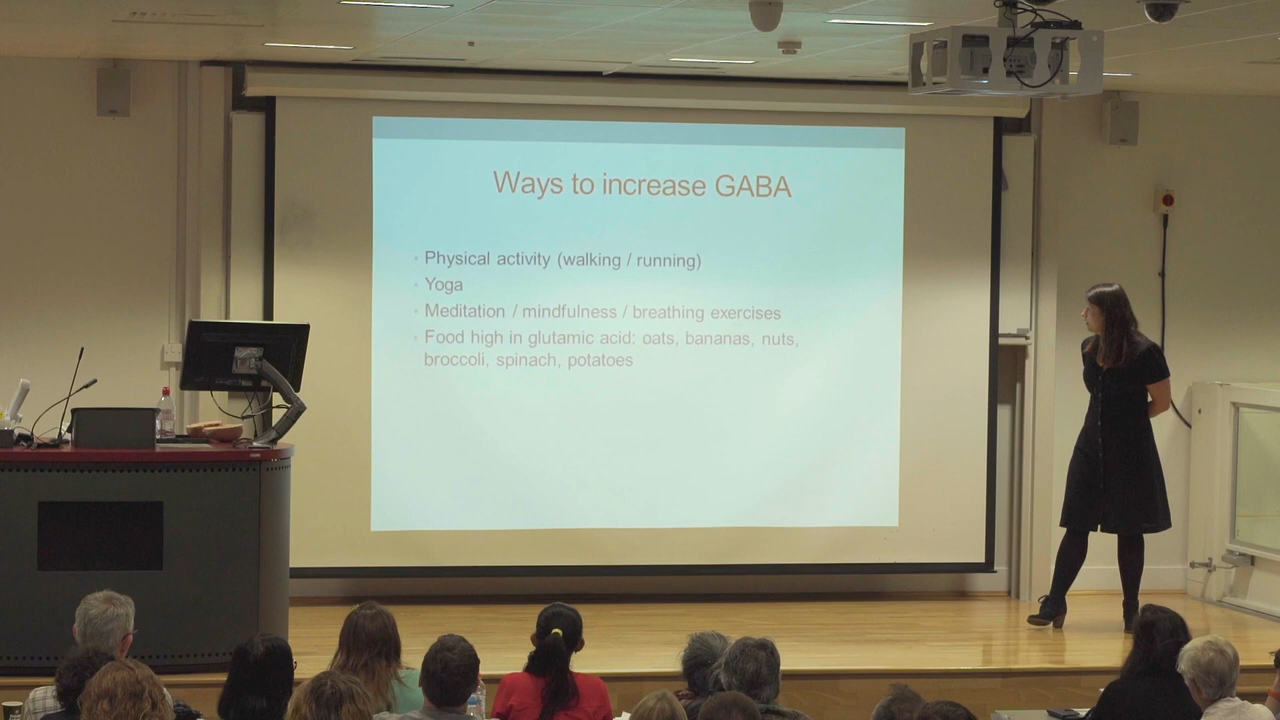 Ways to increase GABA
Physical activity (walking / running)
Yoga
Meditation / mindfulness / breathing exercises
Food high in glutamic acid: oats, bananas, nuts,
broccoli, spinach, potatoes